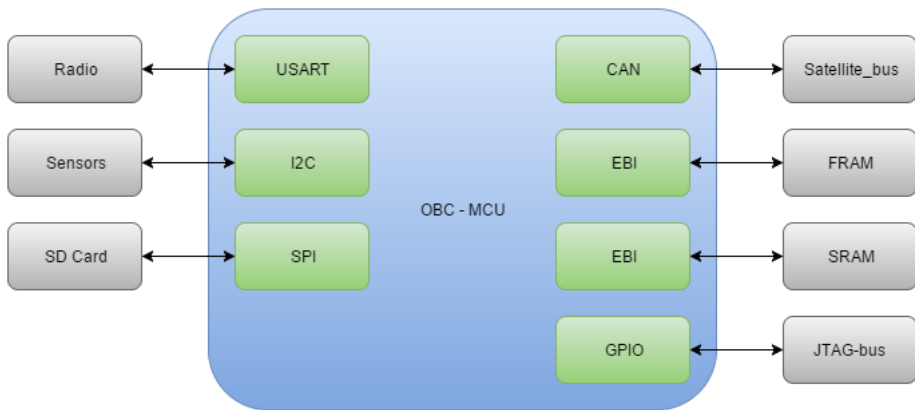 Radio
USART
CAN
Satellite_bus
Sensors
I2C
EBI
FRAM
OBC - MCU
SD Card
SPI
EBI
SRAM
GPIO
JTAG-bus